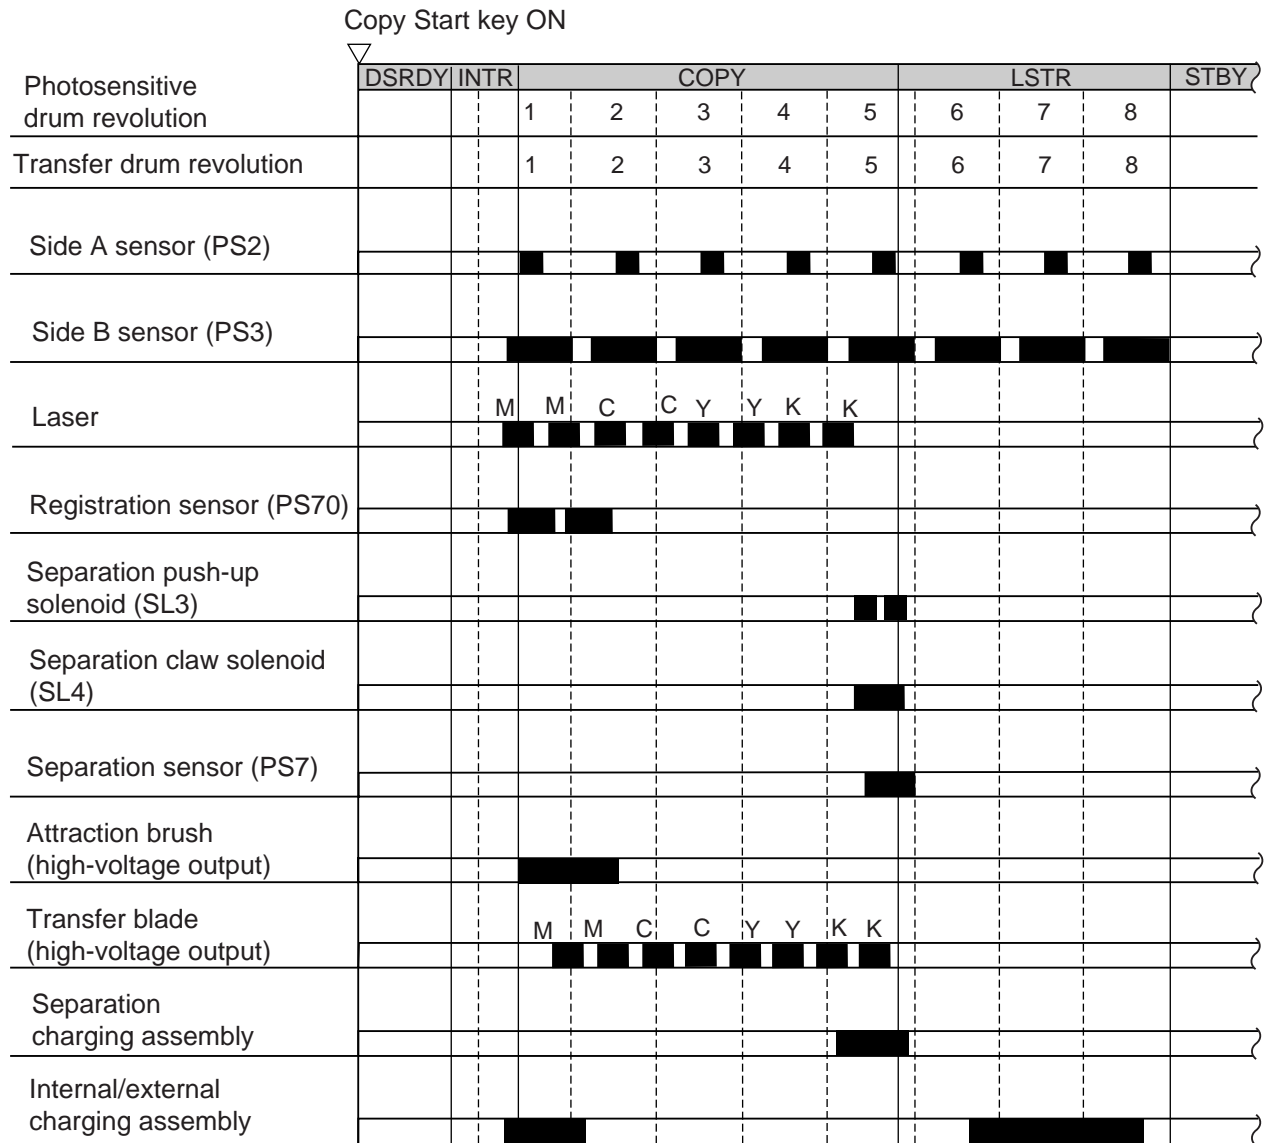 Copy Start key ON
DSRDY INTR COPY LSTR STBY
Photosensitive
drum revolution
1 2 3 4 5 6 7 8
Transfer drum revolution
1 2 3 4 5 6 7 8
Side A sensor (PS2)
Side B sensor (PS3)
Laser
M M C C Y Y K K
Registration sensor (PS70)
Separation push-up
solenoid (SL3)
Separation claw solenoid
(SL4)
Separation sensor (PS7)
Attraction brush
(high-voltage output)
Transfer blade
(high-voltage output)
M M C C Y Y K K
Separation
charging assembly
Internal/external
charging assembly